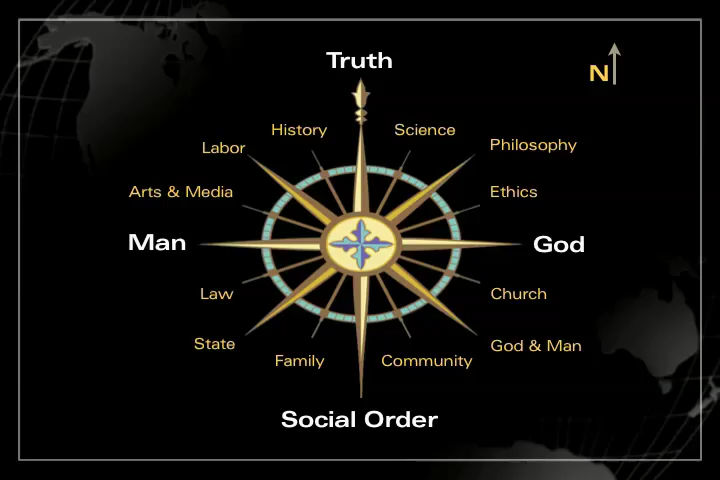 Truth
N
History
Science
Labor
Philosophy
Arts & Media
Ethics
Man
God
Law
Church
State
God & Man
Family
Community
Social Order